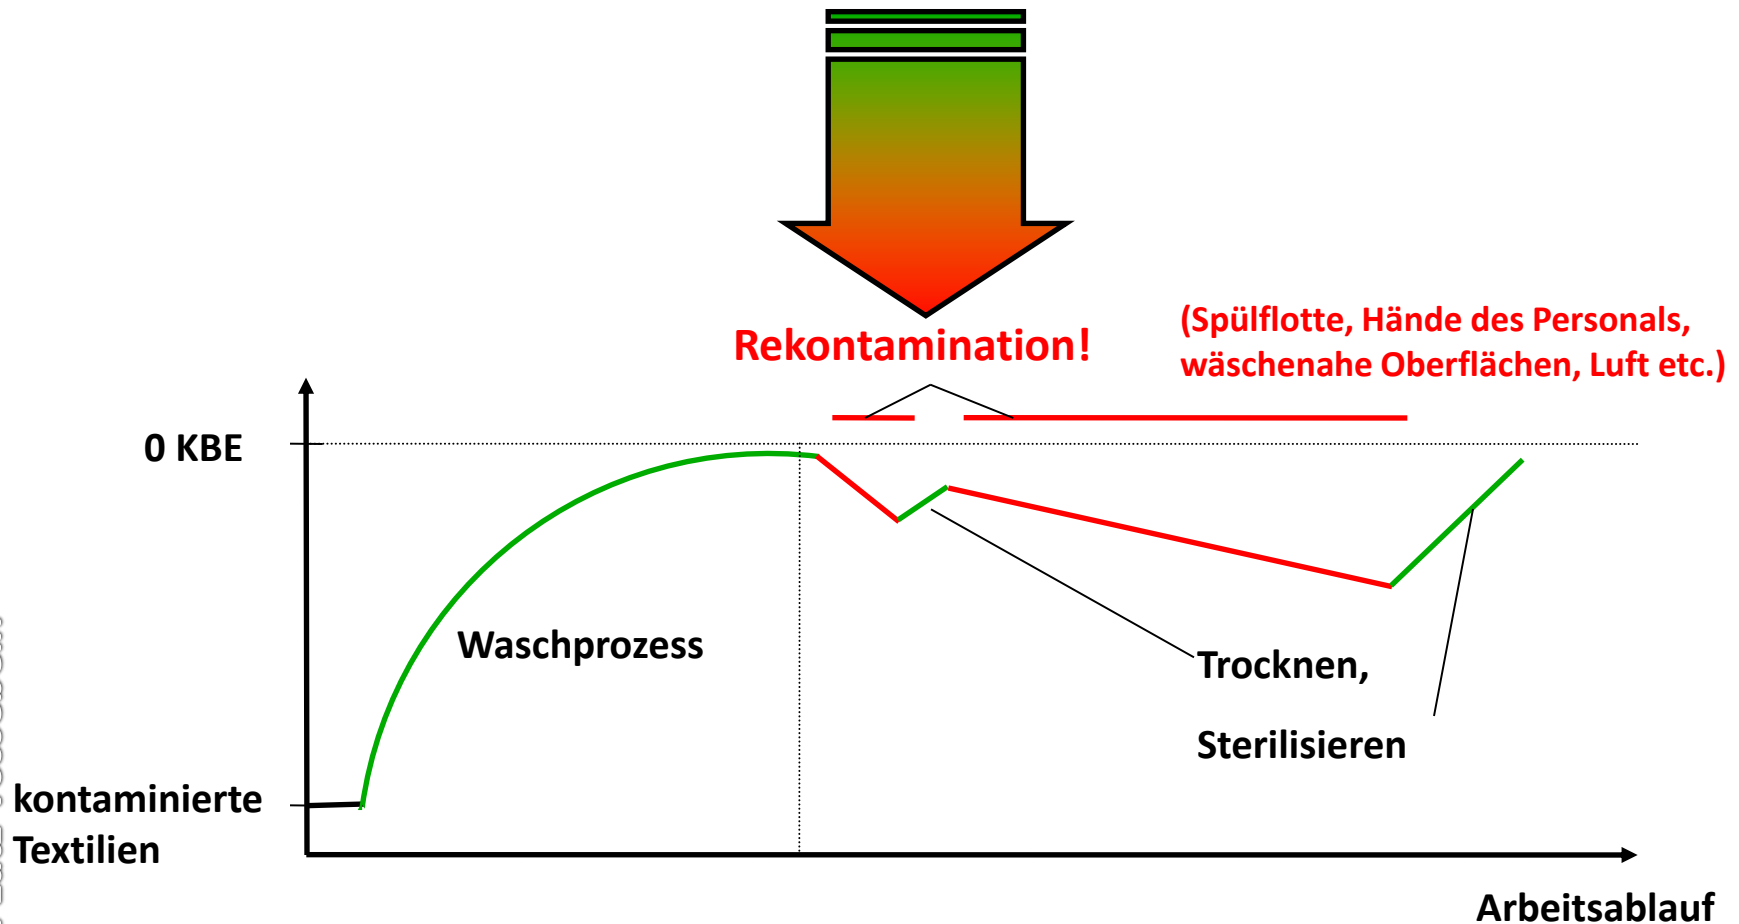 Rekontamination!
(Spülflotte, Hände des Personals,
wäschenahe Oberflächen, Luft etc.)
0 KBE
Waschprozess
Trocknen,
Sterilisieren
kontaminierte
Textilien
Arbeitsablauf